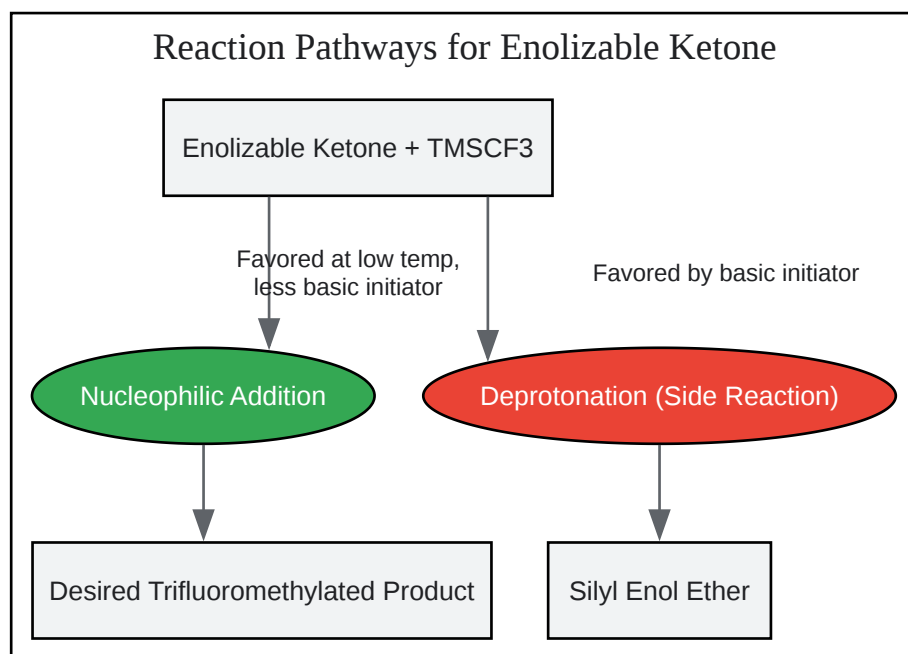 Reaction Pathways for Enolizable Ketone
Enolizable Ketone + TMSCF3
Favored at low temp,
less basic initiator
Favored by basic initiator
Nucleophilic Addition
Deprotonation (Side Reaction)
Desired Trifluoromethylated Product
Silyl Enol Ether